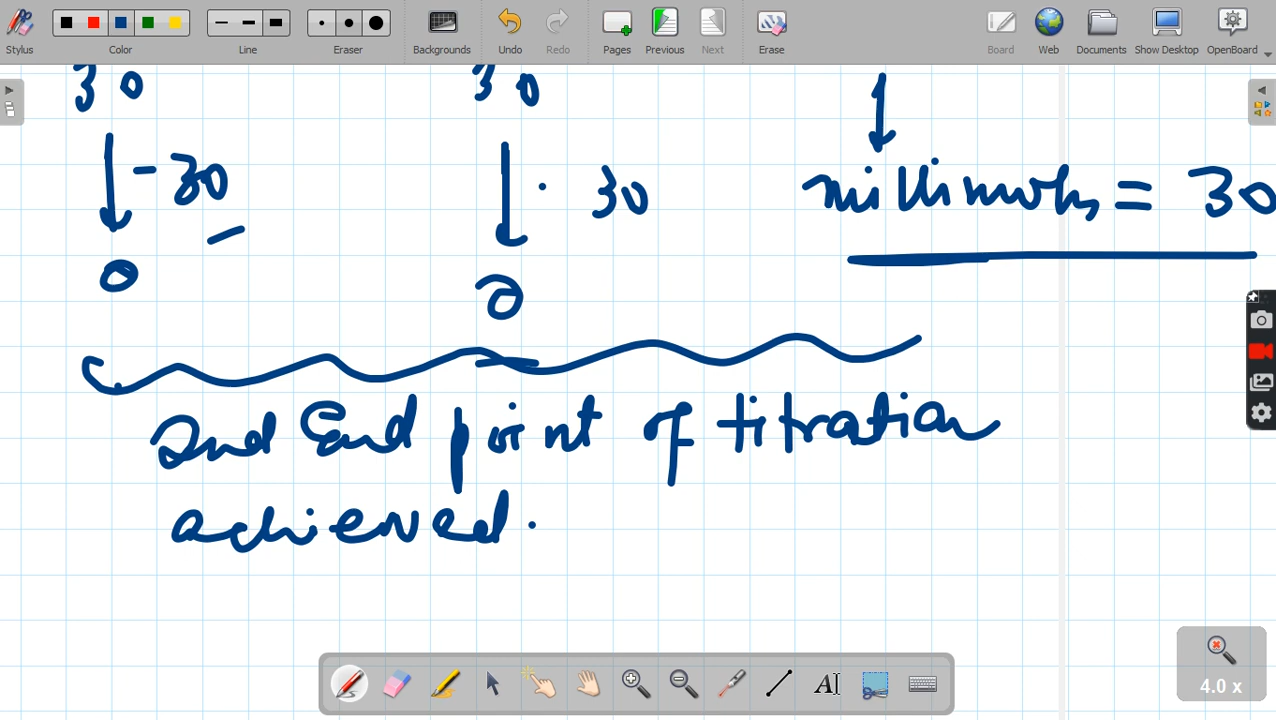 Stylus Color Line Eraser Backgrounds Undo Redo Pages Previous Next Erase Board Web Documents Show Desktop OpenBoard
30 30
-30 30 millimoles = 30
0 0
2nd End point of titration
achieved.
4.0 x